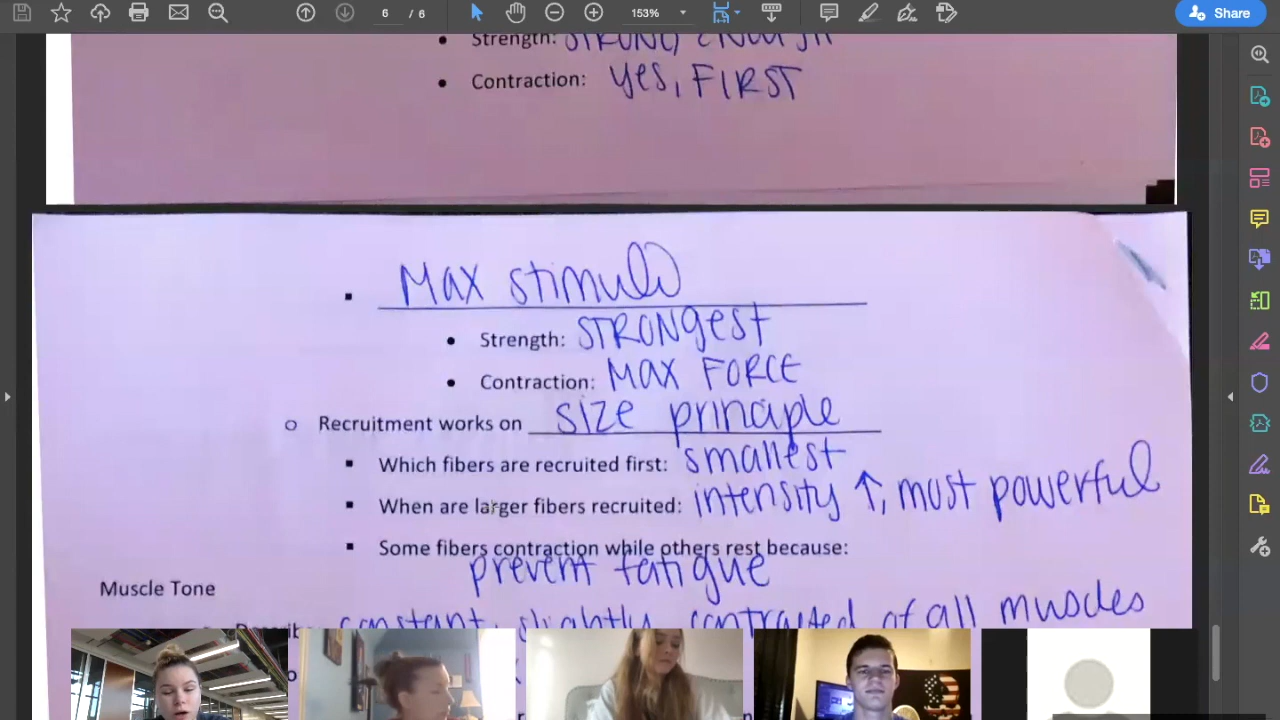 6 / 6
153%
Share
• Strength: STRONG ENOUGH
• Contraction: yes, FIRST
▪ Max stimuli
• Strength: STRONGEST
• Contraction: MAX FORCE
o Recruitment works on size principle
▪ Which fibers are recruited first: smallest
▪ When are larger fibers recruited: intensity ↑, most powerful
▪ Some fibers contraction while others rest because:
prevent fatigue
Muscle Tone
constant, slightly contracted of all muscles